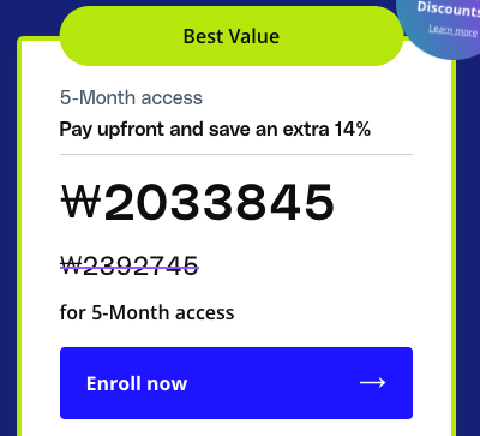 Discounts
Learn more
Best Value
5-Month access
Pay upfront and save an extra 14%
₩2033845
₩2392745
for 5-Month access
Enroll now →